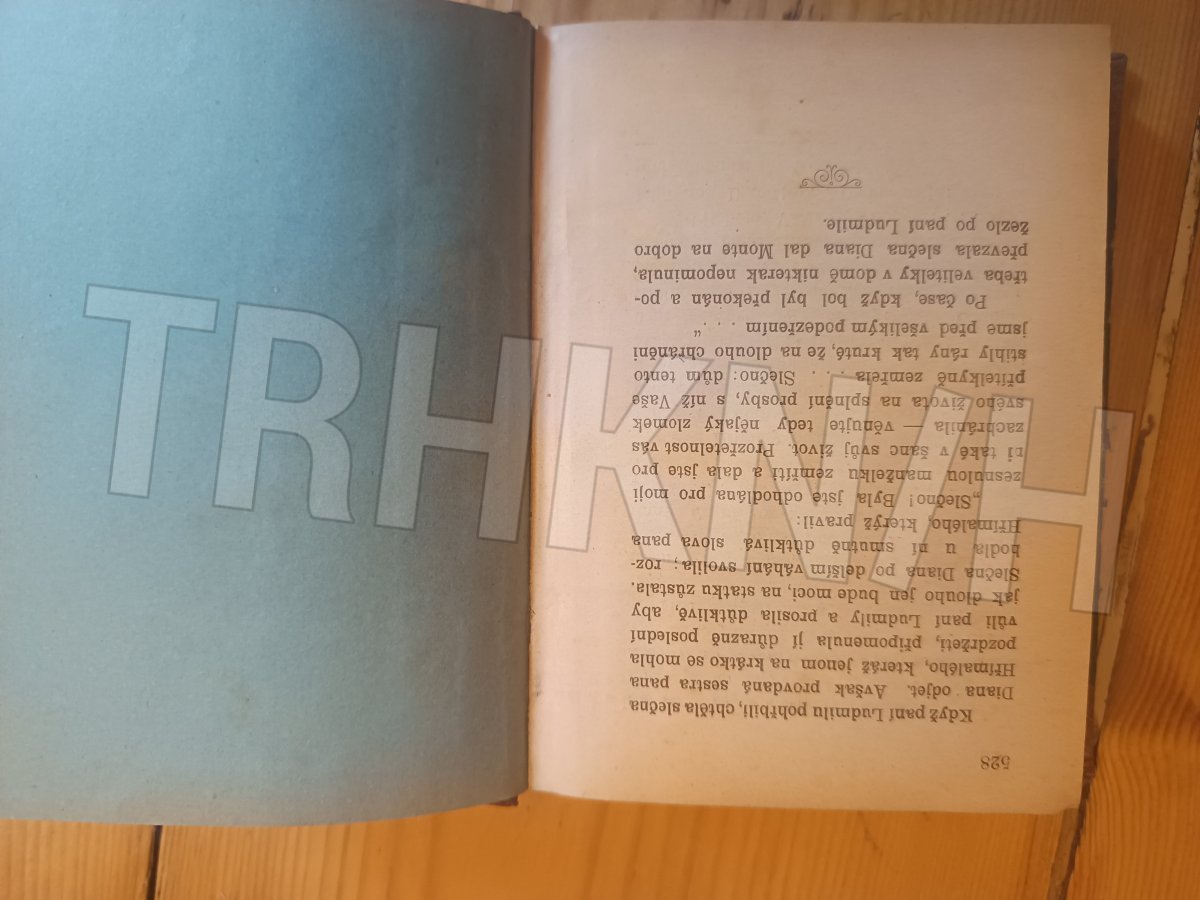 528
Když paní Ludmilu pohřbili, chtěla slečna
Diana odjet. Avšak provdaná sestra pana
Hřímalého, kteráž jenom na krátko se mohla
pozdržeti, připomenula jí důrazně poslední
vůli paní Ludmily a prosila důtklivě, aby
jak dlouho jen bude moci, na statku zůstala.
Slečna Diana po delším váhání svolila; roz-
hodla u ní smutně důtklivá slova pana
Hřímalého, kterýž pravil:
„Slečno! Byla jste odhodlána pro moji
zesnulou manželku zemříti a dala jste pro
ni také v šanc svůj život. Prozřetelnost vás
zachránila — věnujte tedy nějaký zlomek
svého života na splnění prosby, s níž Vaše
přítelkyně zemřela . . . Slečno: dům tento
stihly rány tak kruté, že na dlouho chráněni
jsme před všelikým podezřením . . .“
Po čase, když bol byl překonán a po-
třeba velitelky v domě nikterak nepominula,
převzala slečna Diana dal Monte na dobro
žezlo po paní Ludmile.
TRHKNIH